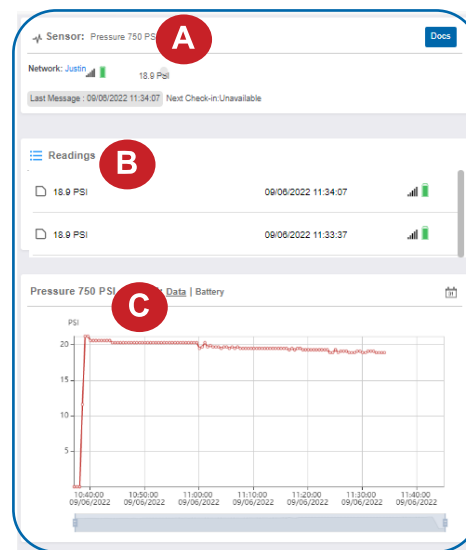 Sensor: Pressure 750 PS A Docs
Network: Justin 18.9 PSI
Last Message : 09/06/2022 11:34:07 Next Check-in:Unavailable
Readings B
18.9 PSI 09/06/2022 11:34:07
18.9 PSI 09/06/2022 11:33:37
Pressure 750 PSI C Data | Battery 31
PSI
20
15
10
5
10:40:00 10:50:00 11:00:00 11:10:00 11:20:00 11:30:00 11:40:00
09/06/2022 09/06/2022 09/06/2022 09/06/2022 09/06/2022 09/06/2022 09/06/2022